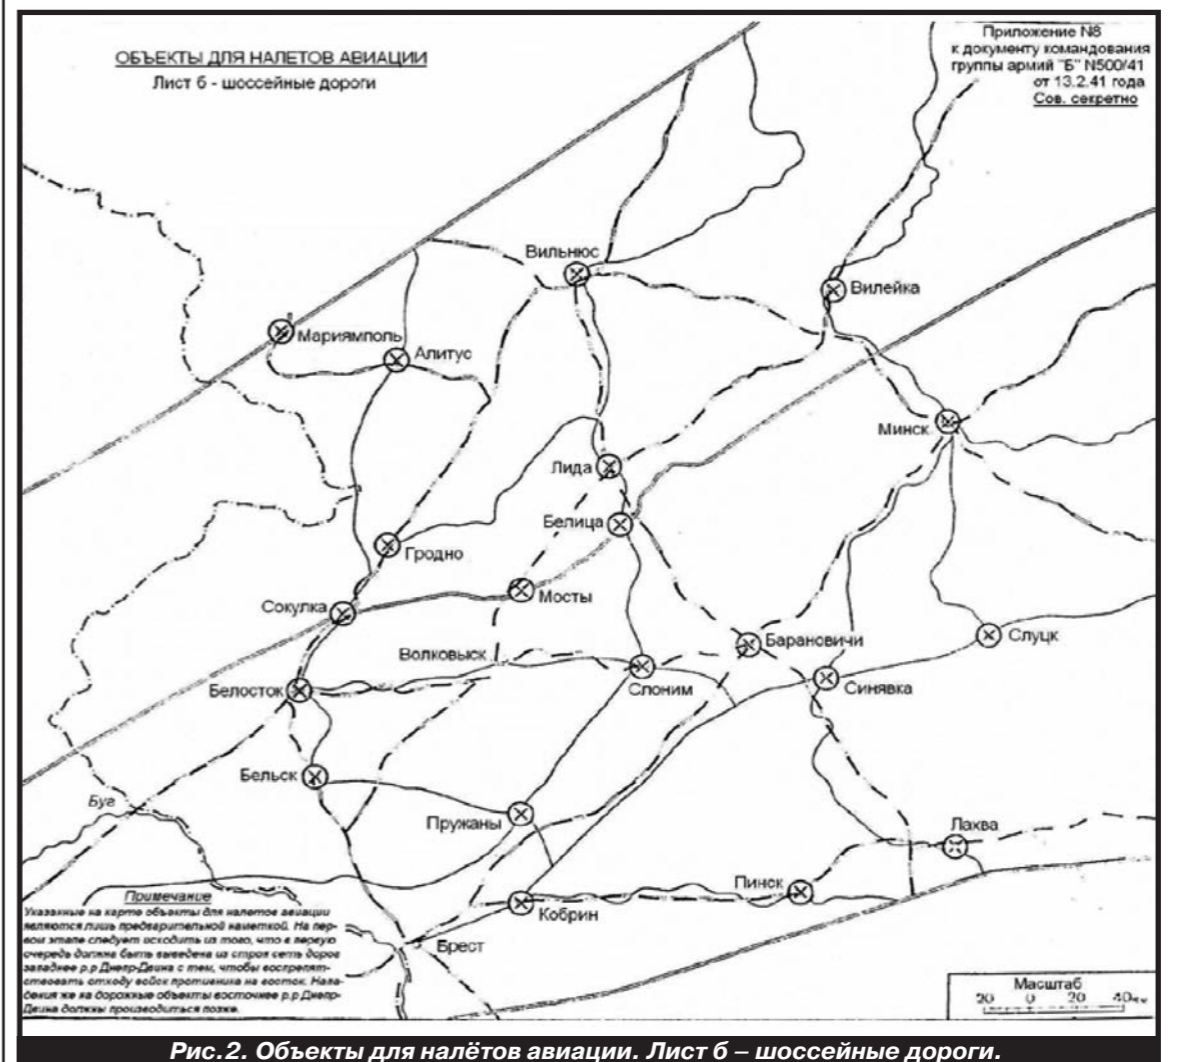 ОБЪЕКТЫ ДЛЯ НАЛЕТОВ АВИАЦИИ
Лист б - шоссейные дороги
Приложение N8
к документу командования
группы армий "Б" N500/41
от 13.2.41 года
Сов. секретно
Вильнюс
Вилейка
Мариямполь
Алитус
Минск
Лида
Белица
Гродно
Мосты
Сокулка
Барановичи
Слуцк
Волковыск
Слоним
Синявка
Белосток
Бельск
Буг
Пружаны
Лахва
Пинск
Кобрин
Брест
Примечание
Указанные на карте объекты для налетов авиации
являются лишь предварительной наметкой. На пер-
вом этапе следует исходить из того, что в первую
очередь должна быть выведена из строя сеть дорог
западнее р.р Днепр-Двина с тем, чтобы воспрепят-
ствовать отходу войск противника на восток. Напа-
дения же на дорожные объекты восточнее р.р Днепр-
Двина должны производиться позже.
Масштаб
20 0 20 40км
Рис.2. Объекты для налётов авиации. Лист б – шоссейные дороги.